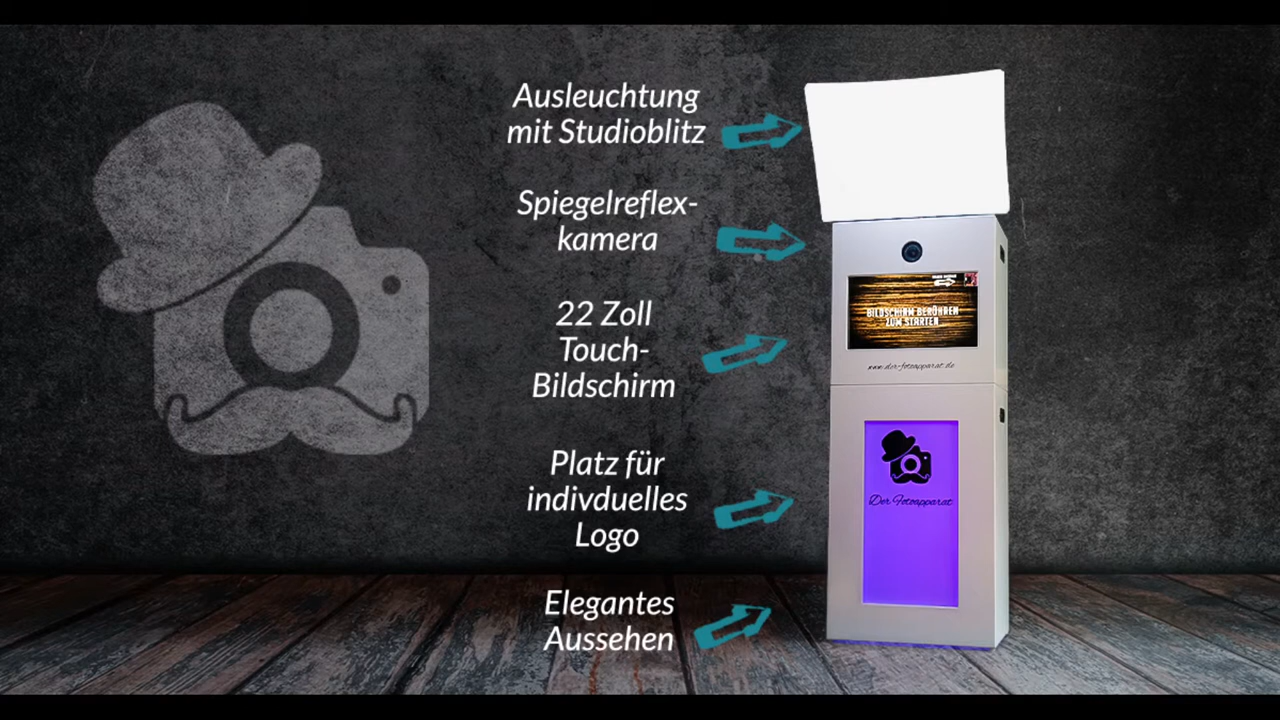 Ausleuchtung
mit Studioblitz
Spiegelreflex-
kamera
22 Zoll
Touch-
Bildschirm
Platz für
indivduelles
Logo
Elegantes
Aussehen
BILDSCHIRM BERÜHREN
ZUM STARTEN
www.der-fotoapparat.de
Der Fotoapparat